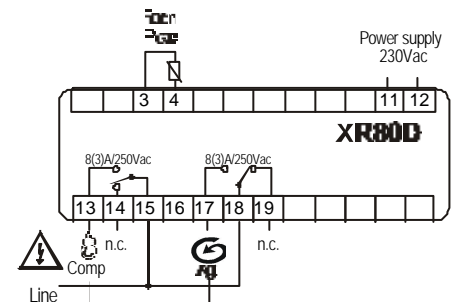 Power supply
230Vac
3 4 11 12
XR80D
8(3)A/250Vac 8(3)A/250Vac
13 14 15 16 17 18 19
n.c. n.c.
Comp
Line